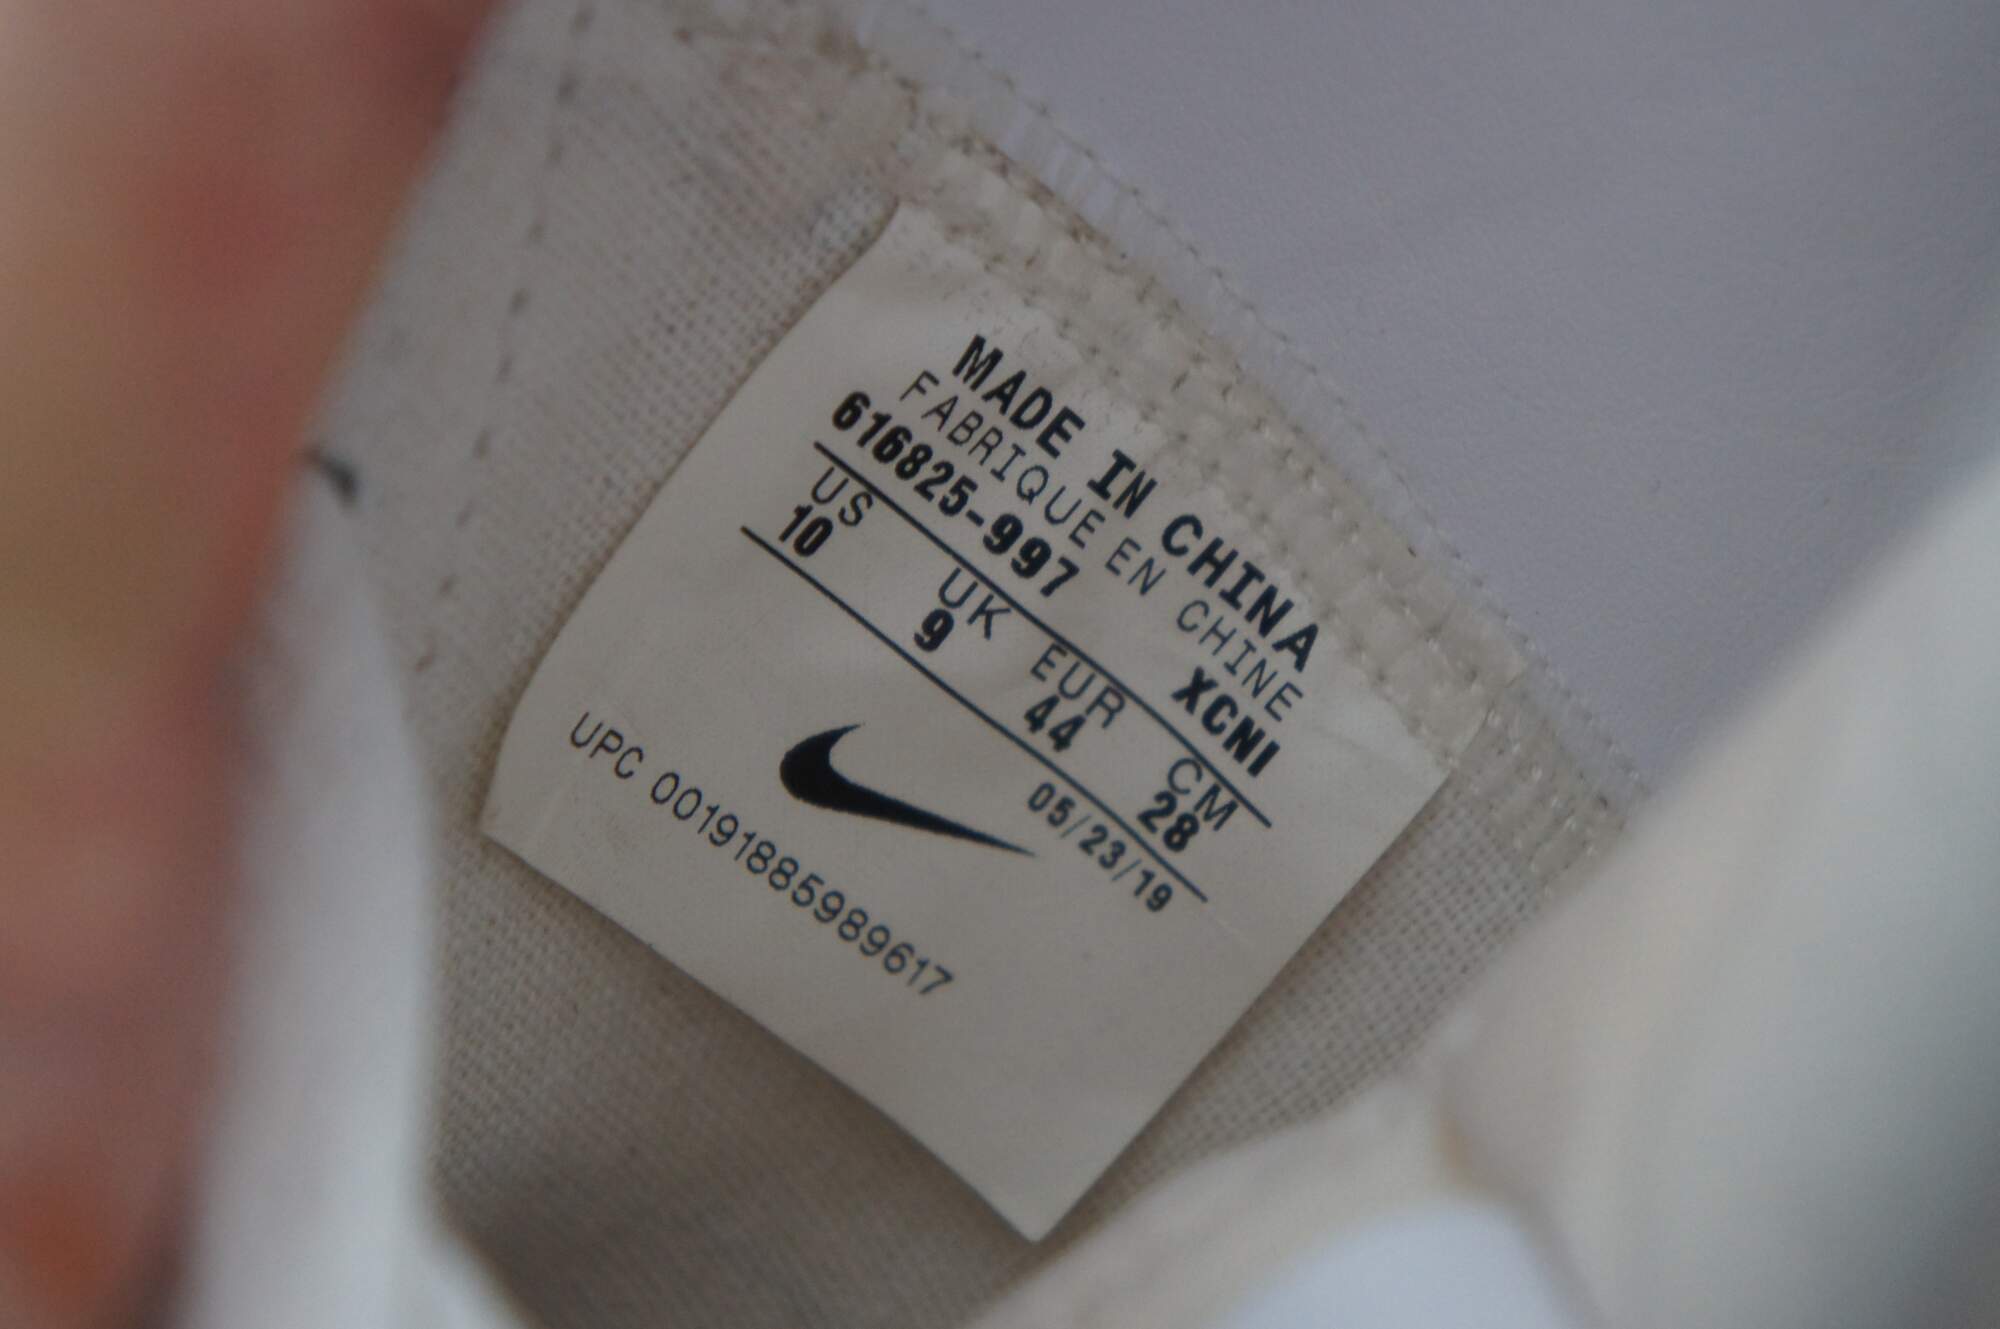 MADE IN CHINA
FABRIQUE EN CHINE
616825-997 XCNI
US UK EUR CM
10 9 44 28
05/23/19
UPC 00191885989617